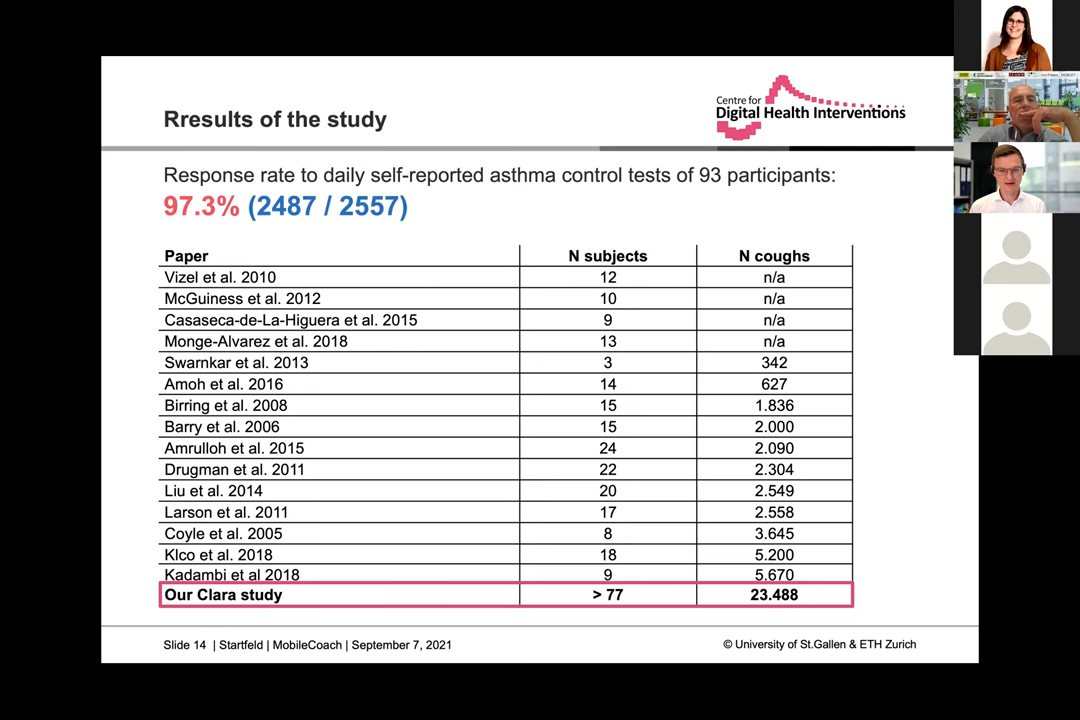 Rresults of the study
Centre for
Digital Health Interventions
Response rate to daily self-reported asthma control tests of 93 participants:
97.3% (2487 / 2557)
Paper N subjects N coughs
Vizel et al. 2010 12 n/a
McGuiness et al. 2012 10 n/a
Casaseca-de-La-Higuera et al. 2015 9 n/a
Monge-Alvarez et al. 2018 13 n/a
Swarnkar et al. 2013 3 342
Amoh et al. 2016 14 627
Birring et al. 2008 15 1.836
Barry et al. 2006 15 2.000
Amrulloh et al. 2015 24 2.090
Drugman et al. 2011 22 2.304
Liu et al. 2014 20 2.549
Larson et al. 2011 17 2.558
Coyle et al. 2005 8 3.645
Klco et al. 2018 18 5.200
Kadambi et al 2018 9 5.670
Our Clara study > 77 23.488
Slide 14 | Startfeld | MobileCoach | September 7, 2021
© University of St.Gallen & ETH Zurich